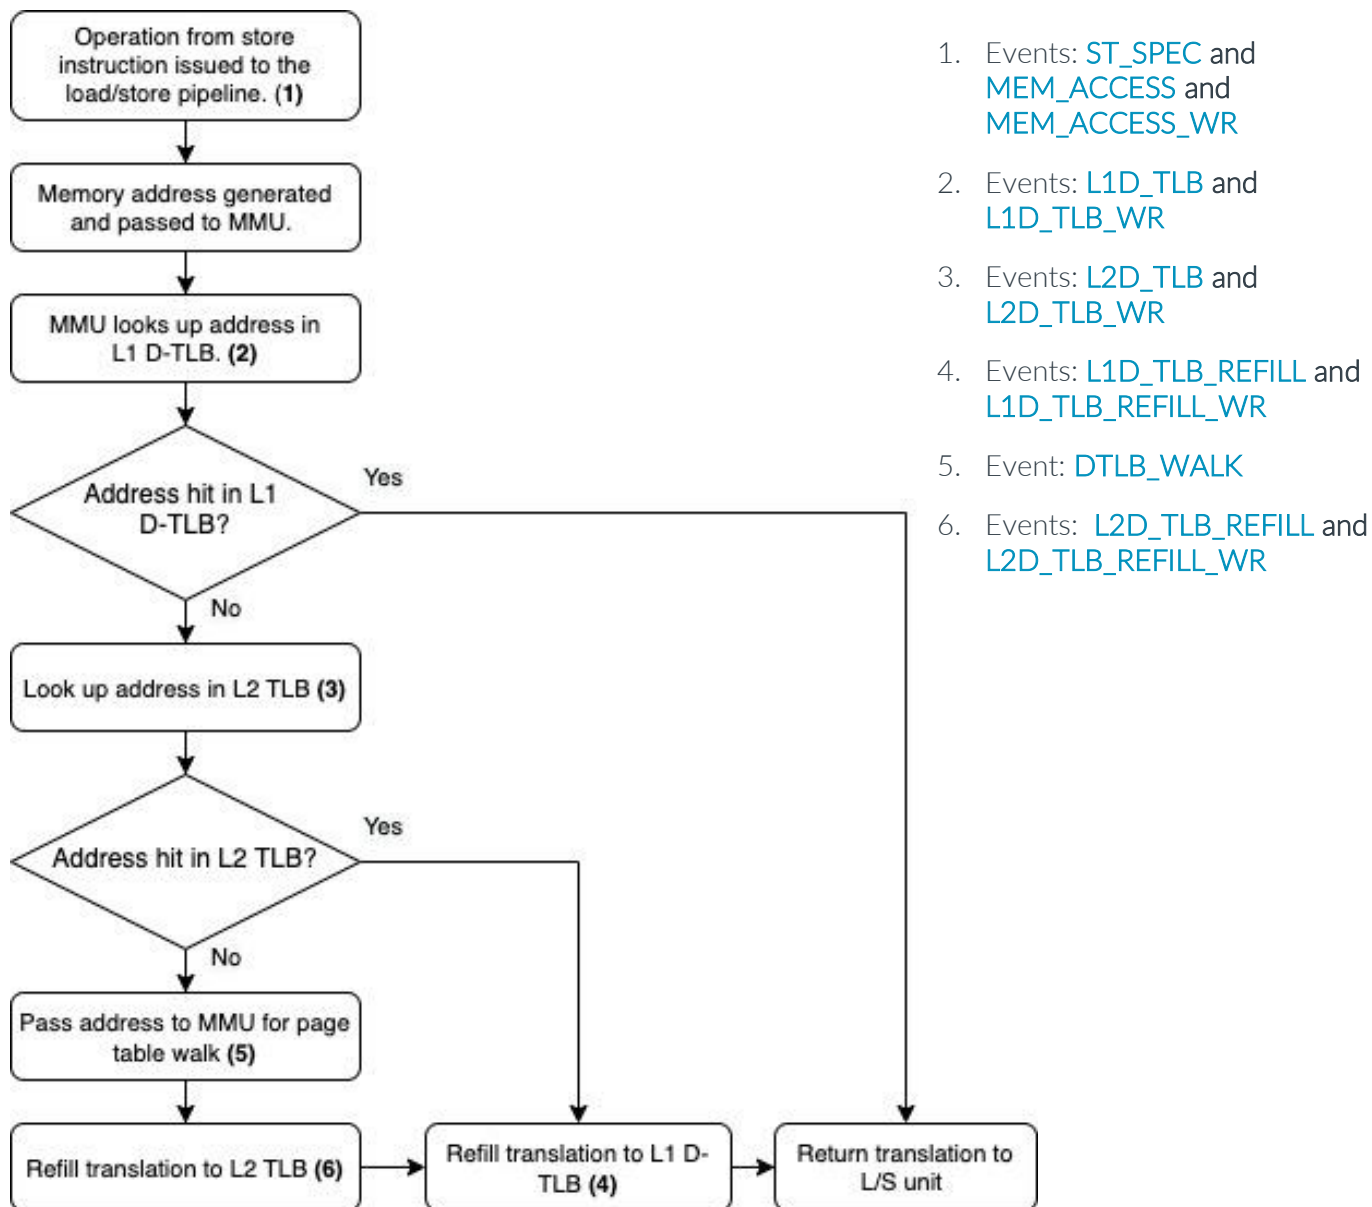 Operation from store
instruction issued to the
load/store pipeline. (1)
Memory address generated
and passed to MMU.
MMU looks up address in
L1 D-TLB. (2)
Address hit in L1
D-TLB?
Yes
No
Look up address in L2 TLB (3)
Address hit in L2 TLB?
Yes
No
Pass address to MMU for page
table walk (5)
Refill translation to L2 TLB (6)
Refill translation to L1 D-
TLB (4)
Return translation to
L/S unit
1. Events: ST_SPEC and
MEM_ACCESS and
MEM_ACCESS_WR
2. Events: L1D_TLB and
L1D_TLB_WR
3. Events: L2D_TLB and
L2D_TLB_WR
4. Events: L1D_TLB_REFILL and
L1D_TLB_REFILL_WR
5. Event: DTLB_WALK
6. Events: L2D_TLB_REFILL and
L2D_TLB_REFILL_WR